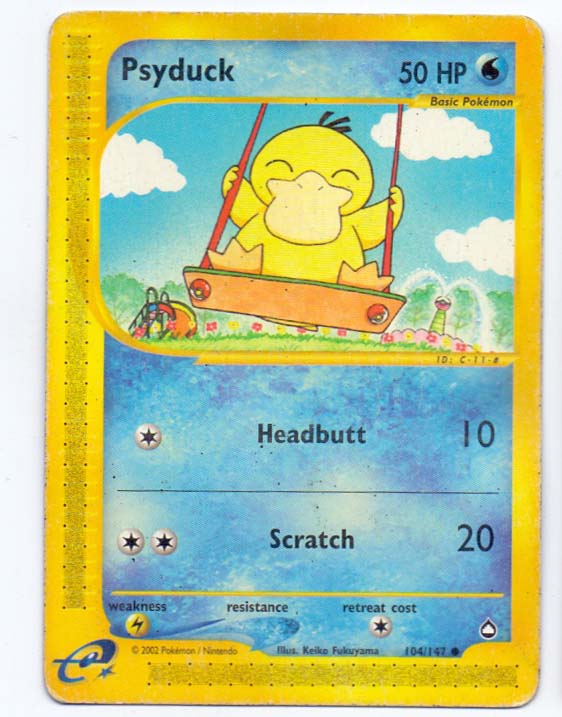 Psyduck 50 HP
Basic Pokémon
ID: C-11-#
Headbutt 10
Scratch 20
weakness resistance retreat cost
© 2002 Pokémon / Nintendo Illus. Keiko Fukuyama 104/147
e